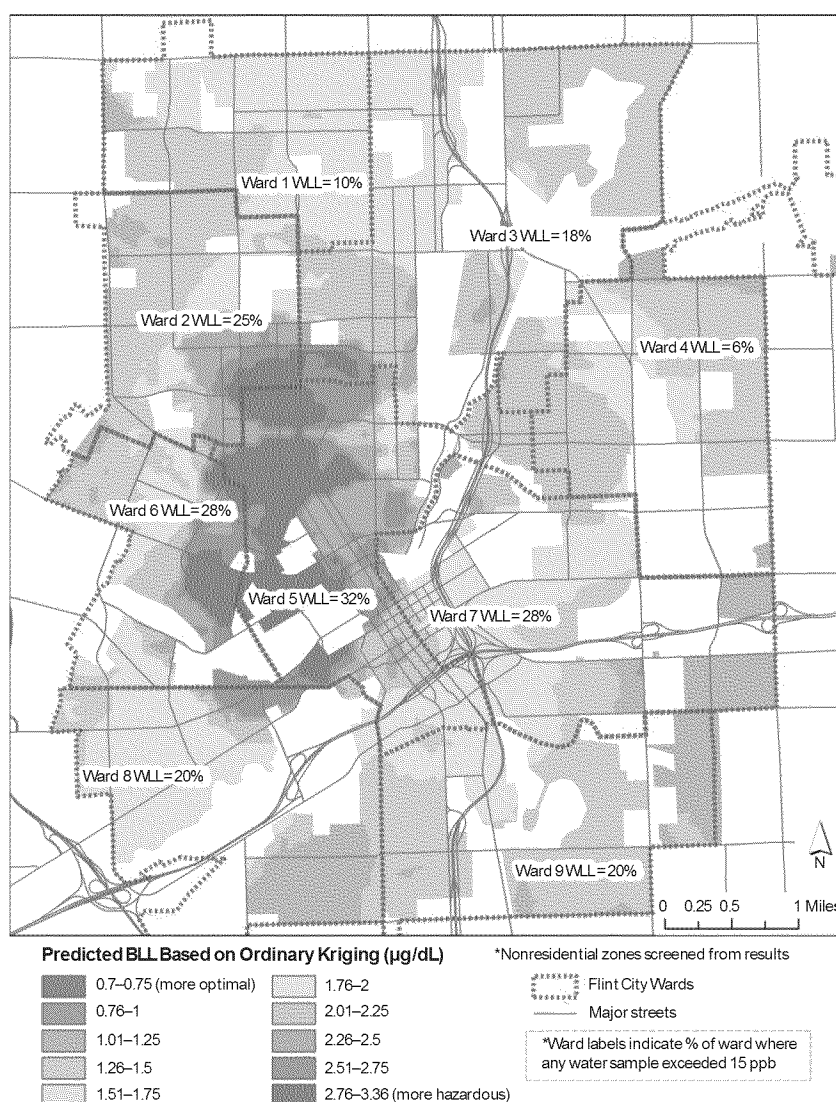 Ward 1 WLL=10%
Ward 3 WLL=18%
Ward 2 WLL=25%
Ward 4 WLL=6%
Ward 6 WLL=28%
Ward 5 WLL=32%
Ward 7 WLL=28%
Ward 8 WLL=20%
Ward 9 WLL=20%
N
0 0.25 0.5 1 Miles
Predicted BLL Based on Ordinary Kriging (µg/dL)
0.7–0.75 (more optimal)
0.76–1
1.01–1.25
1.26–1.5
1.51–1.75
1.76–2
2.01–2.25
2.26–2.5
2.51–2.75
2.76–3.36 (more hazardous)
*Nonresidential zones screened from results
Flint City Wards
Major streets
*Ward labels indicate % of ward where
any water sample exceeded 15 ppb